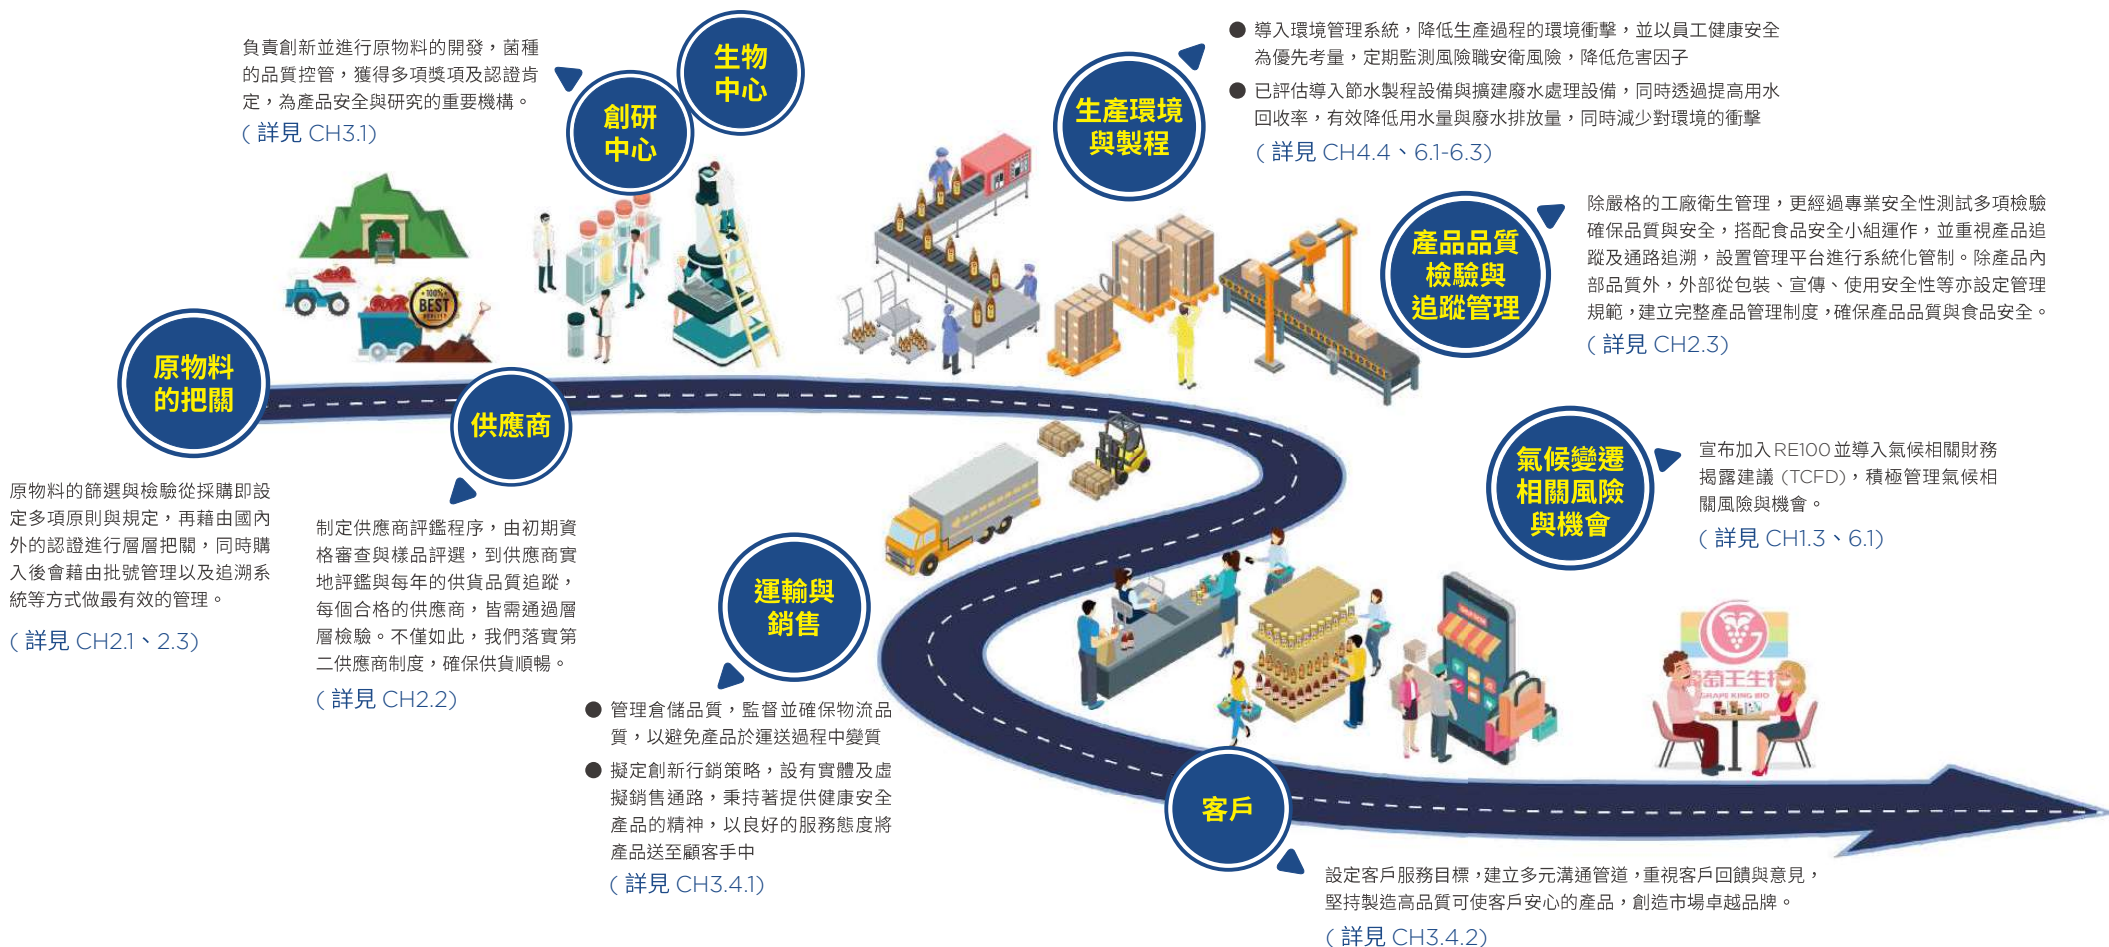 生物
中心
創研
中心
負責創新並進行原物料的開發，菌種
的品質控管，獲得多項獎項及認證肯
定，為產品安全與研究的重要機構。
( 詳見 CH3.1)
生產環境
與製程
● 導入環境管理系統，降低生產過程的環境衝擊，並以員工健康安全
為優先考量，定期監測風險職安衛風險，降低危害因子
● 已評估導入節水製程設備與擴建廢水處理設備，同時透過提高用水
回收率，有效降低用水量與廢水排放量，同時減少對環境的衝擊
( 詳見 CH4.4、6.1-6.3)
產品品質
檢驗與
追蹤管理
除嚴格的工廠衛生管理，更經過專業安全性測試多項檢驗
確保品質與安全，搭配食品安全小組運作，並重視產品追
蹤及通路追溯，設置管理平台進行系統化管制。除產品內
部品質外，外部從包裝、宣傳、使用安全性等亦設定管理
規範，建立完整產品管理制度，確保產品品質與食品安全。
( 詳見 CH2.3)
100%
BEST
QUALITY
原物料
的把關
原物料的篩選與檢驗從採購即設
定多項原則與規定，再藉由國內
外的認證進行層層把關，同時購
入後會藉由批號管理以及追溯系
統等方式做最有效的管理。
( 詳見 CH2.1、2.3)
供應商
制定供應商評鑑程序，由初期資
格審查與樣品評選，到供應商實
地評鑑與每年的供貨品質追蹤，
每個合格的供應商，皆需通過層
層檢驗。不僅如此，我們落實第
二供應商制度，確保供貨順暢。
( 詳見 CH2.2)
運輸與
銷售
● 管理倉儲品質，監督並確保物流品
質，以避免產品於運送過程中變質
● 擬定創新行銷策略，設有實體及虛
擬銷售通路，秉持著提供健康安全
產品的精神，以良好的服務態度將
產品送至顧客手中
( 詳見 CH3.4.1)
氣候變遷
相關風險
與機會
宣布加入 RE100 並導入氣候相關財務
揭露建議 (TCFD)，積極管理氣候相
關風險與機會。
( 詳見 CH1.3、6.1)
葡萄王生技
GRAPE KING BIO
客戶
設定客戶服務目標，建立多元溝通管道，重視客戶回饋與意見，
堅持製造高品質可使客戶安心的產品，創造市場卓越品牌。
( 詳見 CH3.4.2)